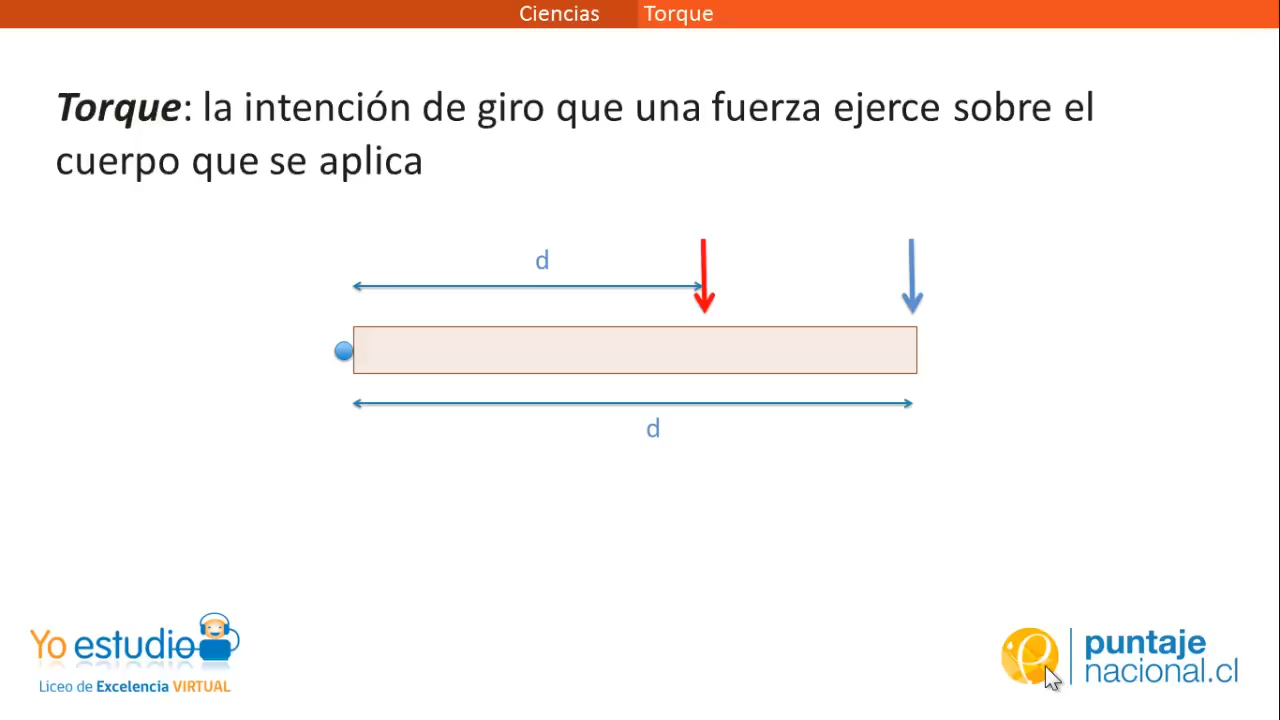 Ciencias Torque
Torque: la intención de giro que una fuerza ejerce sobre el
cuerpo que se aplica
d
d
Yo estudio
Liceo de Excelencia VIRTUAL
puntaje
nacional.cl